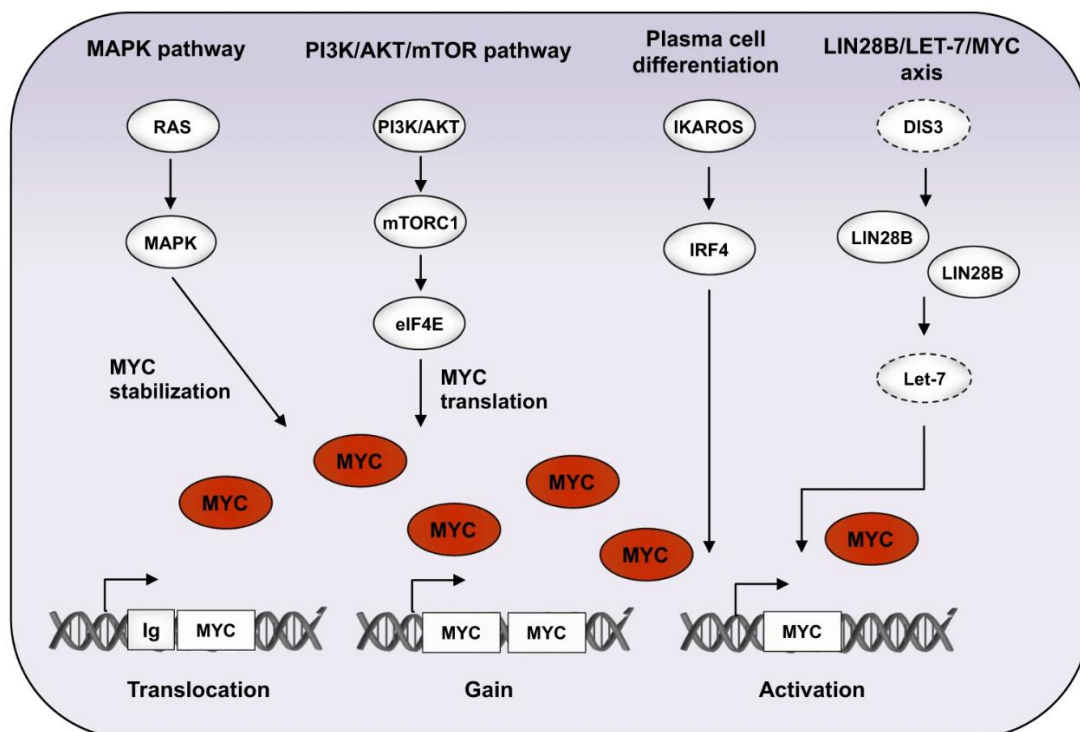 MAPK pathway
PI3K/AKT/mTOR pathway
Plasma cell
differentiation
LIN28B/LET-7/MYC
axis
RAS
PI3K/AKT
IKAROS
DIS3
MAPK
mTORC1
IRF4
LIN28B
LIN28B
eIF4E
Let-7
MYC
stabilization
MYC
translation
MYC
MYC
MYC
MYC
MYC
MYC
Ig
MYC
MYC
MYC
MYC
Translocation
Gain
Activation